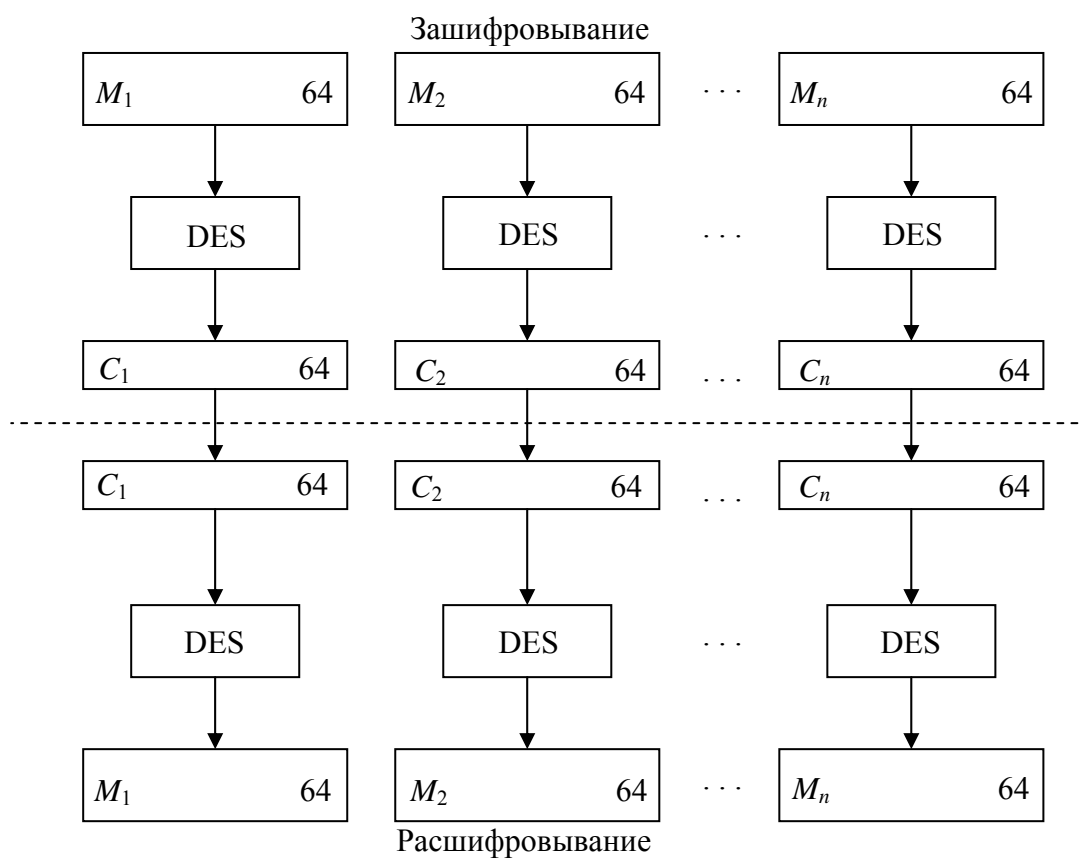 Зашифровывание
M₁ 64 M₂ 64 . . . Mₙ 64
DES DES . . . DES
C₁ 64 C₂ 64 . . . Cₙ 64
C₁ 64 C₂ 64 . . . Cₙ 64
DES DES . . . DES
M₁ 64 M₂ 64 . . . Mₙ 64
Расшифровывание